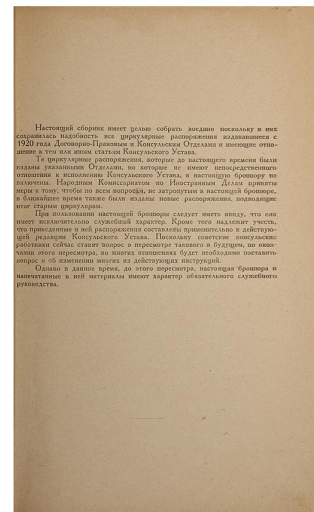 Настоящий сборник имеет целью собрать воедино поскольку в них
сохранилась надобность все циркулярные распоряжения издававшиеся с
1920 года Договорно-Правовым и Консульским Отделами и имеющие отно-
шение к тем или иным статьям Консульского Устава.
Те циркулярные распоряжения, которые до настоящего времени были
изданы указанными Отделами, но которые не имеют непосредственного
отношения к исполнению Консульского Устава, в настоящую брошюру не
включены. Народным Комиссариатом по Иностранным Делам приняты
меры к тому, чтобы по всем вопросам, не затронутым в настоящей брошюре,
в ближайшее время также были изданы новые распоряжения, подводящие
итог старым циркулярам.
При пользовании настоящей брошюрой следует иметь ввиду, что она
имеет исключительно служебный характер. Кроме того надлежит учесть,
что приведенные в ней распоряжения составлены применительно к действую-
щей редакции Консульского Устава. Поскольку советские консульские
работники сейчас ставят вопрос о пересмотре такового в будущем, по окон-
чании этого пересмотра, во многих отношениях будет необходимо поставить
вопрос и об изменении многих из действующих инструкций.
Однако в данное время, до этого пересмотра, настоящая брошюра и
напечатанные в ней материалы имеют характер обязательного служебного
руководства.